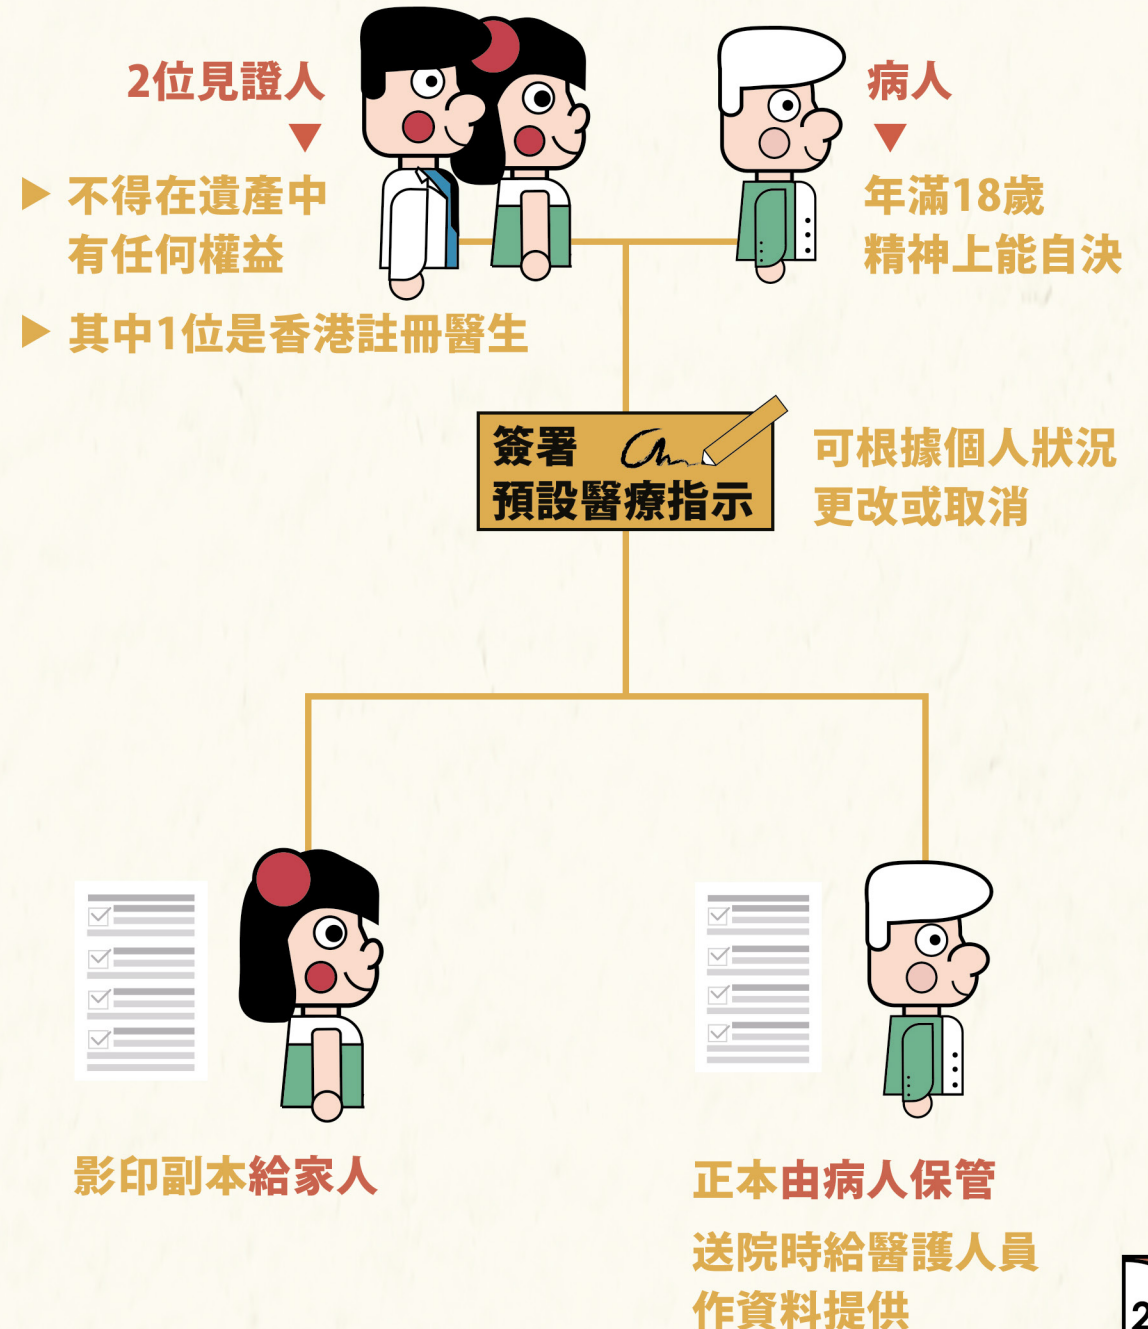 2位見證人
不得在遺產中
有任何權益
其中1位是香港註冊醫生
病人
年滿18歲
精神上能自決
簽署
預設醫療指示
可根據個人狀況
更改或取消
影印副本給家人
正本由病人保管
送院時給醫護人員
作資料提供
2